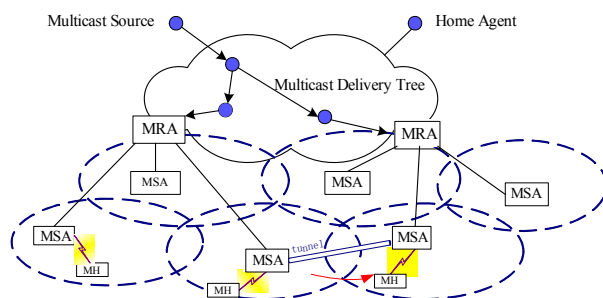 Multicast Source
Home Agent
Multicast Delivery Tree
MRA
MRA
MSA
MSA
MSA
MSA
MSA
MSA
tunnel
MH
MH
MH